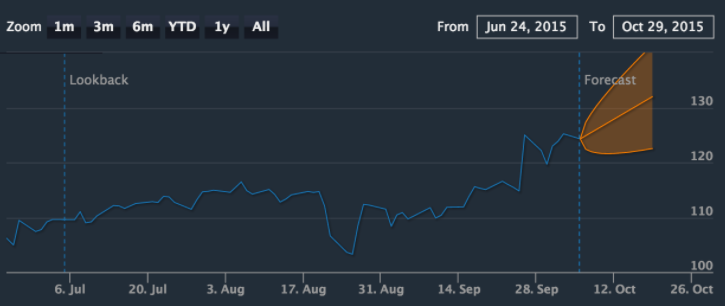 Zoom 1m 3m 6m YTD 1y All From Jun 24, 2015 To Oct 29, 2015
Lookback Forecast
130
120
110
100
6. Jul 20. Jul 3. Aug 17. Aug 31. Aug 14. Sep 28. Sep 12. Oct 26. Oct